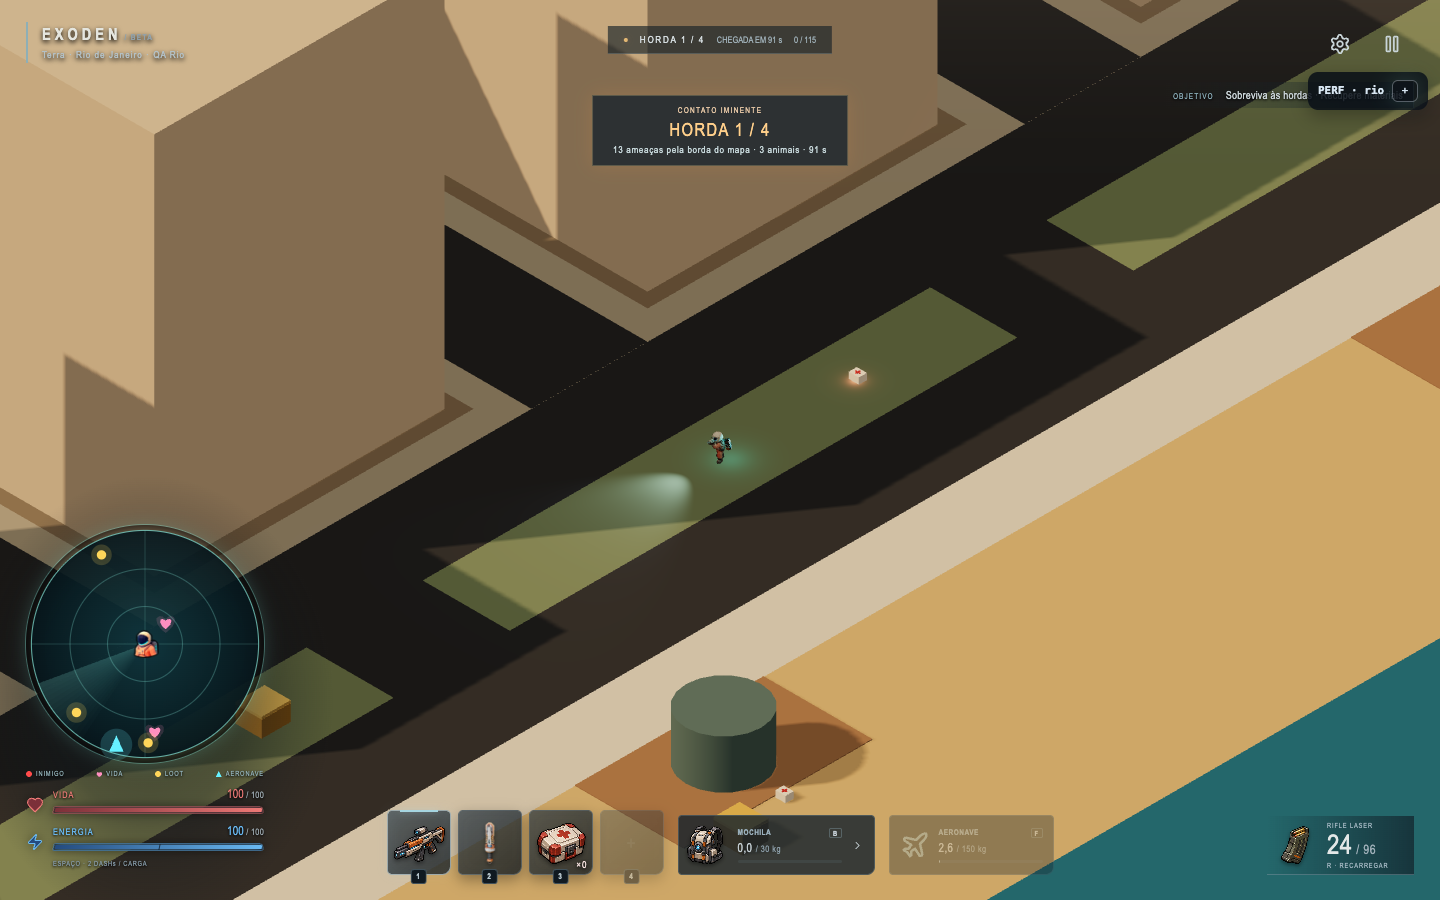 EXODEN BETA
Terra · Rio de Janeiro · QA Rio
HORDA 1 / 4 CHEGADA EM 91 s 0 / 115
CONTATO IMINENTE
HORDA 1 / 4
13 ameaças pela borda do mapa · 3 animais · 91 s
OBJETIVO Sobreviva às hordas
PERF · rio +
INIMIGO VIDA LOOT AERONAVE
VIDA 100 / 100
ENERGIA 100 / 100
ESPAÇO · 2 DASHs / CARGA
×0
1 2 3 4
MOCHILA B
0,0 / 30 kg
AERONAVE F
2,6 / 150 kg
RIFLE LASER
24 / 96
R · RECARREGAR